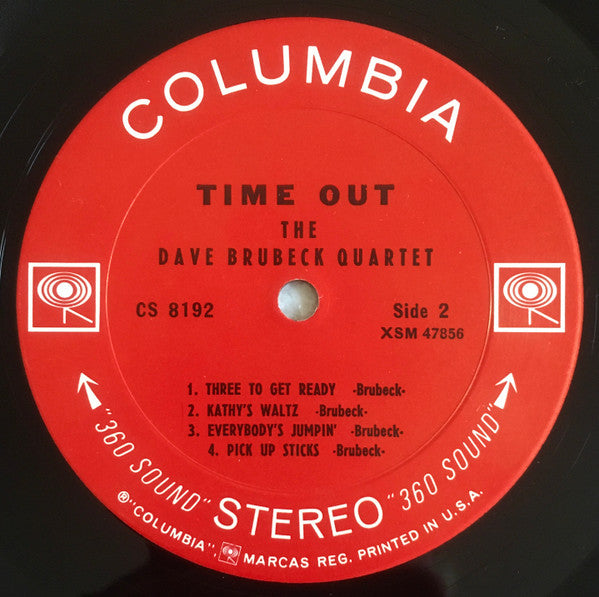 COLUMBIA
TIME OUT
THE
DAVE BRUBECK QUARTET
CS 8192
Side 2
XSM 47856
1. THREE TO GET READY -Brubeck-
2. KATHY'S WALTZ -Brubeck-
3. EVERYBODY'S JUMPIN' -Brubeck-
4. PICK UP STICKS -Brubeck-
"360 SOUND" STEREO "360 SOUND"
® "COLUMBIA", MARCAS REG. PRINTED IN U.S.A.